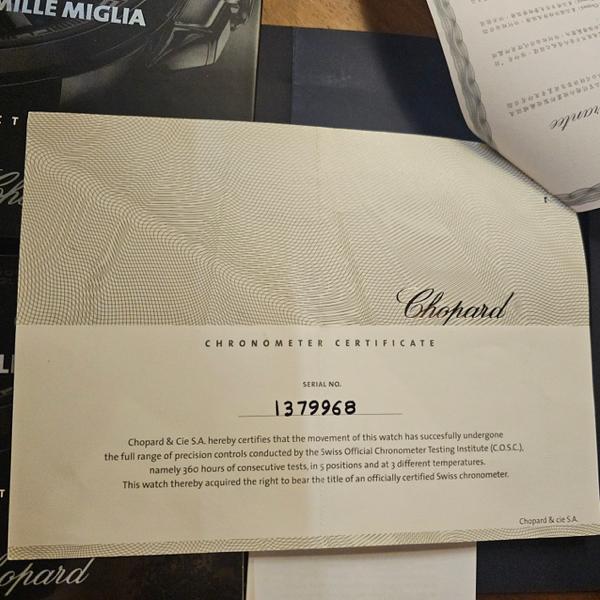 MILLE MIGLIA
Chopard
CHRONOMETER CERTIFICATE
SERIAL NO.
1379968
Chopard & Cie S.A. hereby certifies that the movement of this watch has succesfully undergone
the full range of precision controls conducted by the Swiss Official Chronometer Testing Institute (C.O.S.C.),
namely 360 hours of consecutive tests, in 5 positions and at 3 different temperatures.
This watch thereby acquired the right to bear the title of an officially certified Swiss chronometer.
Chopard & cie S.A.
opard